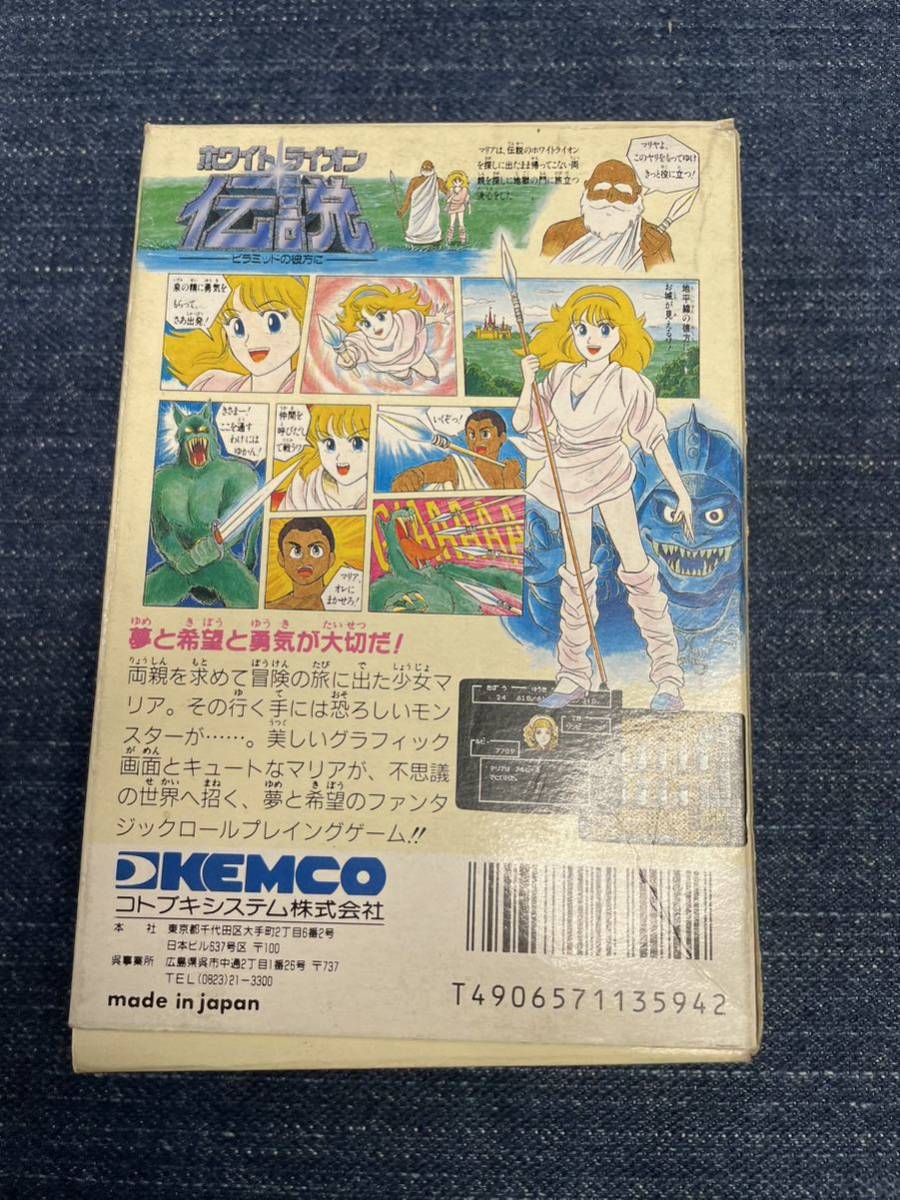 ホワイトライオン
伝説
ピラミッドの彼方に
マリアは、伝説のホワイトライオン
を探しに出たまま帰ってこない両
親を探しに地獄の門に旅立つ
決心をした
マリヤよ、
このヤリをもってゆけ
きっと役に立つ!
泉の精に勇気を
もらって、
さあ出発!
地平線の彼方に
お城が見える!?
きさまー!
ここを通す
わけには
ゆかん!
仲間を
呼びだし
て戦うワ
いくぞっ!
マリア、
オレに
まかせろ!
夢と希望と勇気が大切だ!
両親を求めて冒険の旅に出た少女マ
リア。その行く手には恐ろしいモン
スターが……。美しいグラフィック
画面とキュートなマリアが、不思議
の世界へ招く、夢と希望のファンタ
ジックロールプレイングゲーム!!
KEMCO
コトブキシステム株式会社
本 社 東京都千代田区大手町2丁目6番2号
日本ビル637号区 〒100
呉事業所 広島県呉市中通2丁目1番26号 〒737
TEL(0823)21-3300
made in japan
T4906571135942